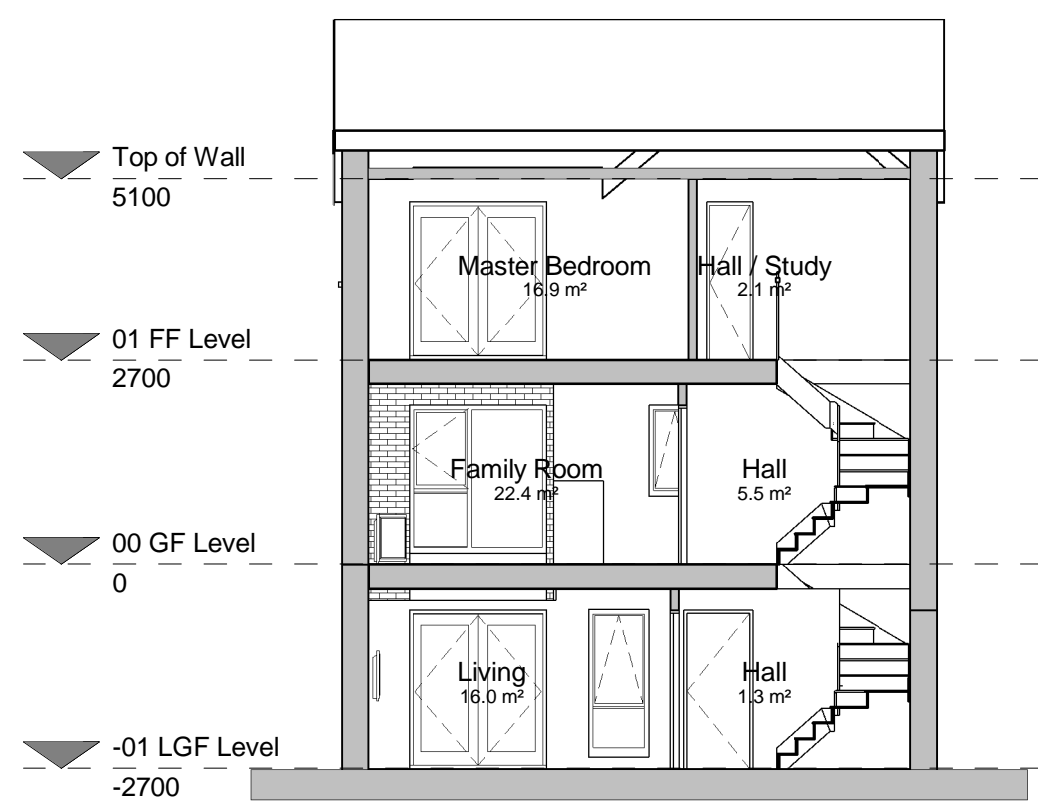 Top of Wall
5100
Master Bedroom
16.9 m²
Hall / Study
2.1 m²
01 FF Level
2700
Family Room
22.4 m²
Hall
5.5 m²
00 GF Level
0
Living
16.0 m²
Hall
1.3 m²
-01 LGF Level
-2700